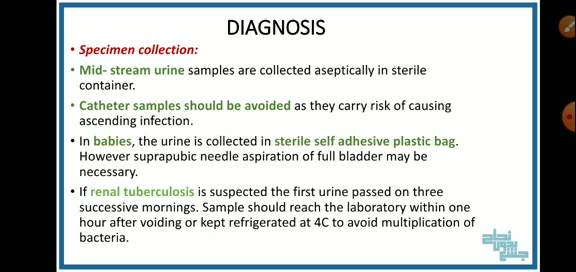 DIAGNOSIS
• Specimen collection:
• Mid- stream urine samples are collected aseptically in sterile
container.
• Catheter samples should be avoided as they carry risk of causing
ascending infection.
• In babies, the urine is collected in sterile self adhesive plastic bag.
However suprapubic needle aspiration of full bladder may be
necessary.
• If renal tuberculosis is suspected the first urine passed on three
successive mornings. Sample should reach the laboratory within one
hour after voiding or kept refrigerated at 4C to avoid multiplication of
bacteria.